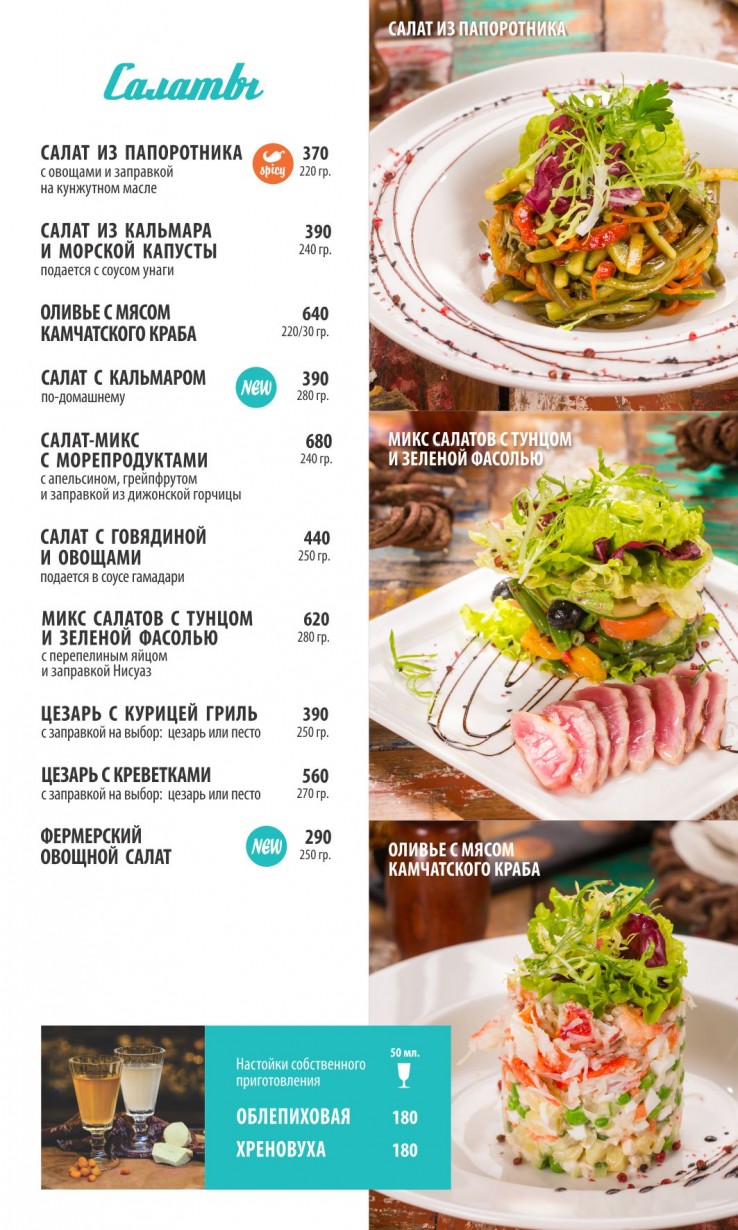 Салаты
САЛАТ ИЗ ПАПОРОТНИКА spicy 370
с овощами и заправкой 220 гр.
на кунжутном масле
САЛАТ ИЗ КАЛЬМАРА 390
И МОРСКОЙ КАПУСТЫ 240 гр.
подается с соусом унаги
ОЛИВЬЕ С МЯСОМ 640
КАМЧАТСКОГО КРАБА 220/30 гр.
САЛАТ С КАЛЬМАРОМ NEW 390
по-домашнему 280 гр.
САЛАТ-МИКС 680
С МОРЕПРОДУКТАМИ 240 гр.
с апельсином, грейпфрутом
и заправкой из дижонской горчицы
САЛАТ С ГОВЯДИНОЙ 440
И ОВОЩАМИ 250 гр.
подается в соусе гамадари
МИКС САЛАТОВ С ТУНЦОМ 620
И ЗЕЛЕНОЙ ФАСОЛЬЮ 280 гр.
с перепелиным яйцом
и заправкой Нисуаз
ЦЕЗАРЬ С КУРИЦЕЙ ГРИЛЬ 390
с заправкой на выбор: цезарь или песто 250 гр.
ЦЕЗАРЬ С КРЕВЕТКАМИ 560
с заправкой на выбор: цезарь или песто 270 гр.
ФЕРМЕРСКИЙ NEW 290
ОВОЩНОЙ САЛАТ 250 гр.
Настойки собственного 50 мл.
приготовления
ОБЛЕПИХОВАЯ 180
ХРЕНОВУХА 180
САЛАТ ИЗ ПАПОРОТНИКА
МИКС САЛАТОВ С ТУНЦОМ
И ЗЕЛЕНОЙ ФАСОЛЬЮ
ОЛИВЬЕ С МЯСОМ
КАМЧАТСКОГО КРАБА